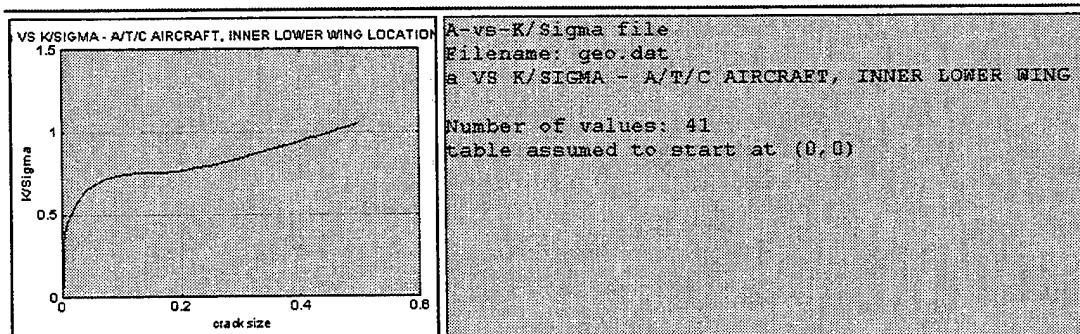 VS K/SIGMA - A/T/C AIRCRAFT, INNER LOWER WING LOCATION
1.5
1
0.5
0
K/Sigma
0
0.2
0.4
0.6
crack size
A-vs-K/Sigma file
Filename: geo.dat
a VS K/SIGMA - A/T/C AIRCRAFT, INNER LOWER WING
Number of values: 41
table assumed to start at (0,0)